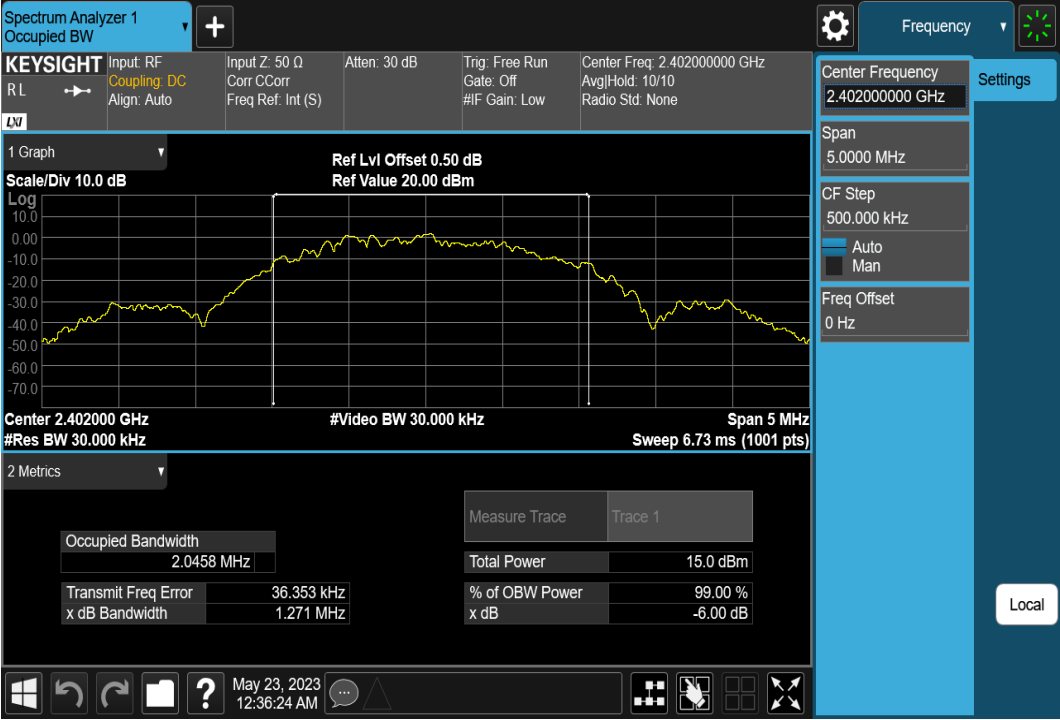 Spectrum Analyzer 1
Occupied BW
Frequency
KEYSIGHT
R L
LXI
Input: RF
Coupling: DC
Align: Auto
Input Z: 50 Ω
Corr CCorr
Freq Ref: Int (S)
Atten: 30 dB
Trig: Free Run
Gate: Off
#IF Gain: Low
Center Freq: 2.402000000 GHz
Avg|Hold: 10/10
Radio Std: None
Center Frequency
2.402000000 GHz
Settings
Span
5.0000 MHz
CF Step
500.000 kHz
Auto
Man
Freq Offset
0 Hz
Local
1 Graph
Ref Lvl Offset 0.50 dB
Scale/Div 10.0 dB
Ref Value 20.00 dBm
Log
10.0
0.00
-10.0
-20.0
-30.0
-40.0
-50.0
-60.0
-70.0
Center 2.402000 GHz
#Video BW 30.000 kHz
Span 5 MHz
#Res BW 30.000 kHz
Sweep 6.73 ms (1001 pts)
2 Metrics
Measure Trace
Trace 1
Occupied Bandwidth
2.0458 MHz
Total Power
15.0 dBm
Transmit Freq Error
36.353 kHz
% of OBW Power
99.00 %
x dB Bandwidth
1.271 MHz
x dB
-6.00 dB
May 23, 2023
12:36:24 AM